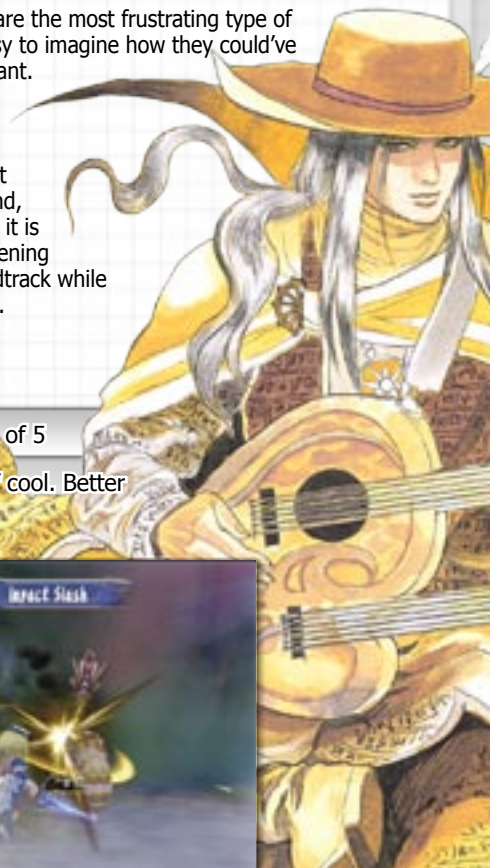 are the most frustrating type of
sy to imagine how they could've
ant.
t
nd,
it is
ening
dtrack while
.
of 5
cool. Better
Impact Slash